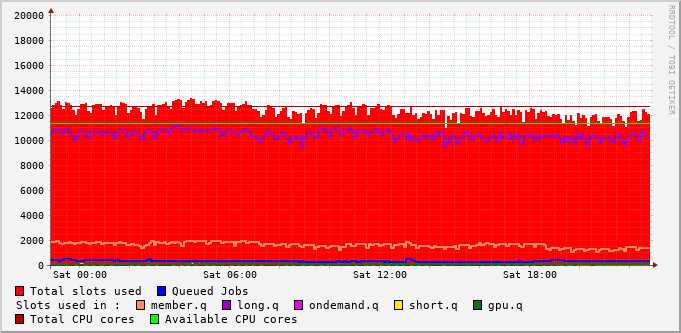 20000
18000
16000
14000
12000
10000
8000
6000
4000
2000
0
Sat 00:00 Sat 06:00 Sat 12:00 Sat 18:00
Total slots used Queued Jobs
Slots used in : member.q long.q ondemand.q short.q gpu.q
Total CPU cores Available CPU cores
RRDTOOL / TOBI OETIKER